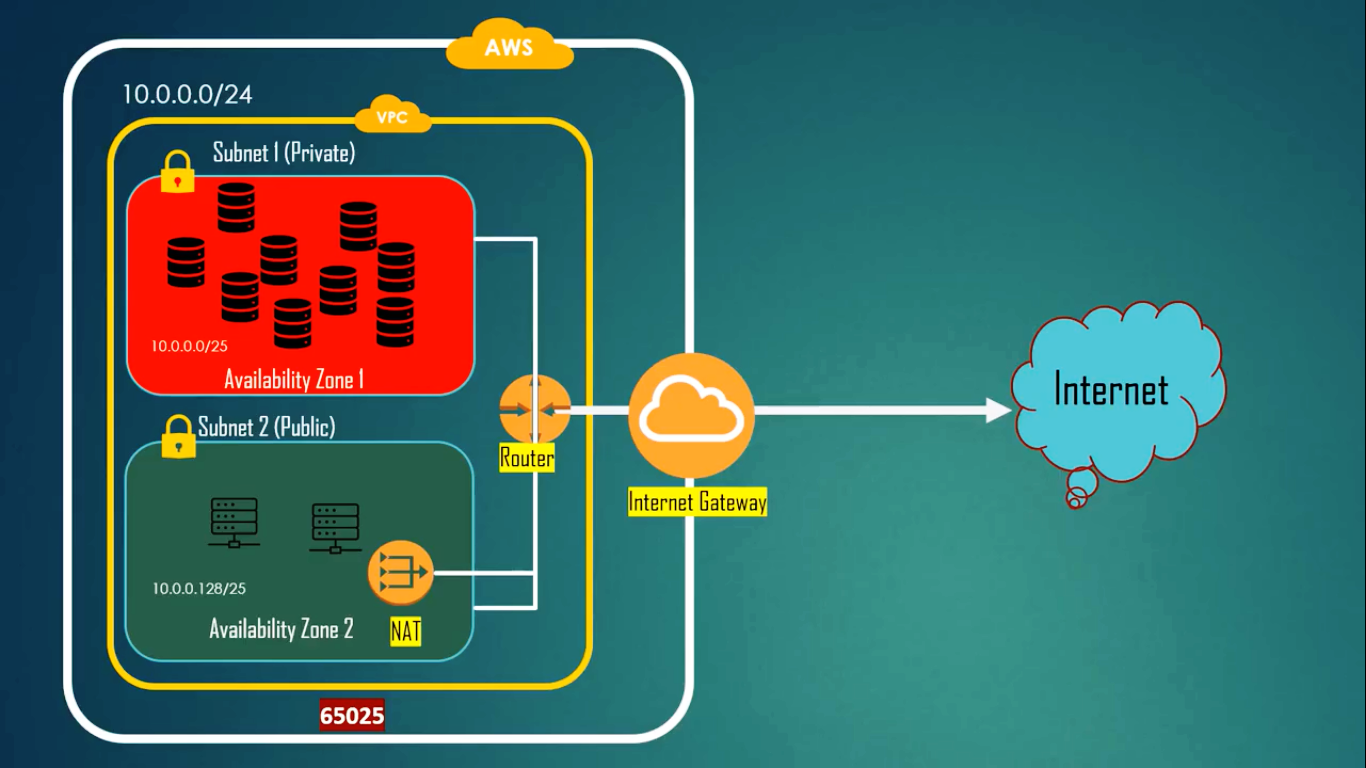 AWS
10.0.0.0/24
VPC
Subnet 1 (Private)
10.0.0.0/25
Availability Zone 1
Subnet 2 (Public)
10.0.0.128/25
Availability Zone 2
NAT
Router
Internet Gateway
Internet
65025